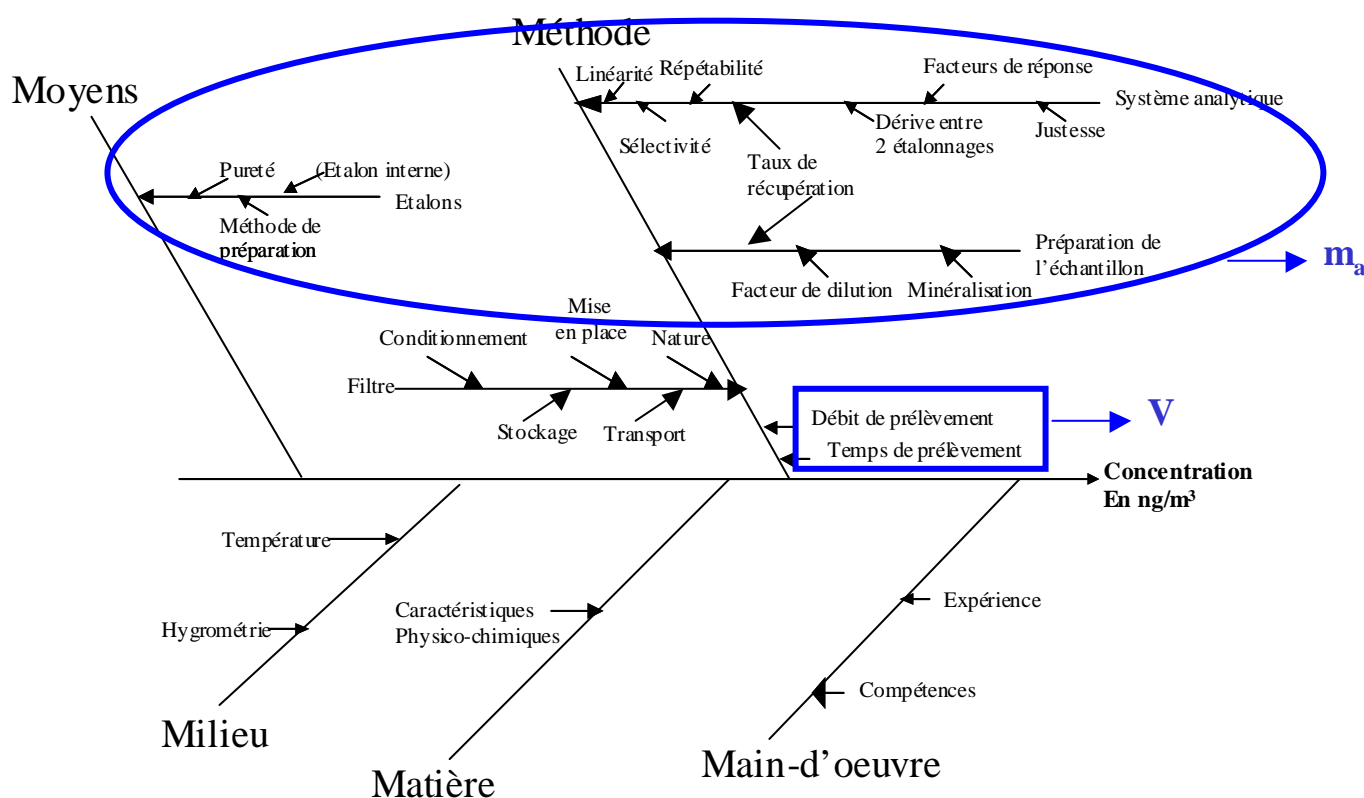 Méthode
Moyens
Linéarité
Répétabilité
Facteurs de réponse
Système analytique
Sélectivité
Dérive entre
2 étalonnages
Justesse
Taux de
récupération
Pureté
(Etalon interne)
Etalons
Méthode de
préparation
Préparation de
l'échantillon
ma
Facteur de dilution
Minéralisation
Mise
en place
Conditionnement
Nature
Filtre
Stockage
Transport
Débit de prélèvement
V
Temps de prélèvement
Concentration
En ng/m³
Température
Hygrométrie
Caractéristiques
Physico-chimiques
Expérience
Compétences
Milieu
Matière
Main-d'oeuvre